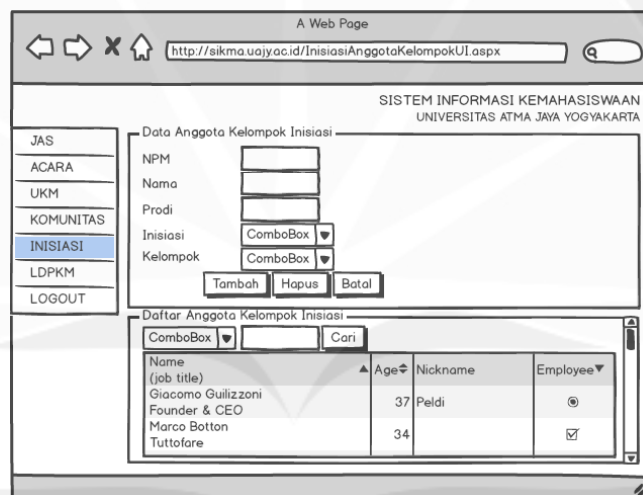 A Web Page
http://sikma.uajy.ac.id/InisiasiAnggotaKelompokUI.aspx
SISTEM INFORMASI KEMAHASISWAAN
UNIVERSITAS ATMA JAYA YOGYAKARTA
JAS
ACARA
UKM
KOMUNITAS
INISIASI
LDPKM
LOGOUT
Data Anggota Kelompok Inisiasi
NPM
Nama
Prodi
Inisiasi ComboBox
Kelompok ComboBox
Tambah Hapus Batal
Daftar Anggota Kelompok Inisiasi
ComboBox Cari
Name
(job title) Age Nickname Employee
Giacomo Guilizzoni
Founder & CEO 37 Peldi
Marco Botton
Tuttofare 34